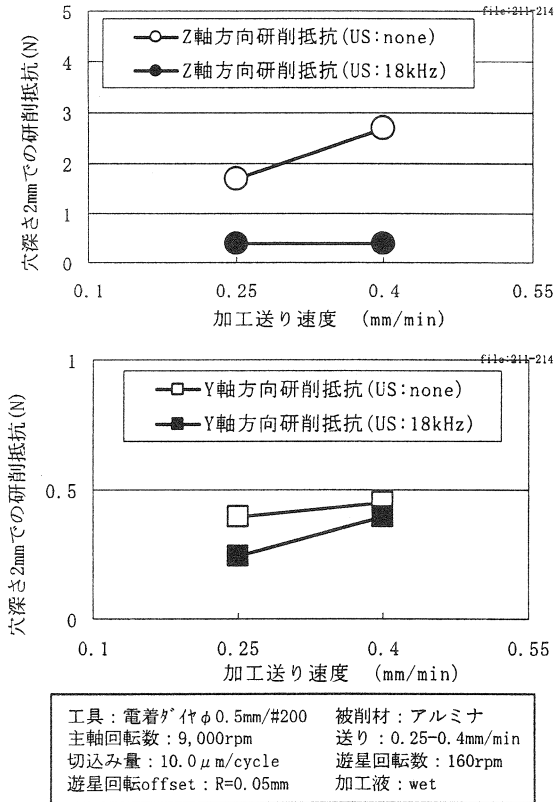 file:211-214
5
4
3
2
1
0
Z軸方向研削抵抗(US:none)
Z軸方向研削抵抗(US:18kHz)
穴深さ2mmでの研削抵抗(N)
0.1 0.25 0.4 0.55
加工送り速度 (mm/min)
file:211-214
1
0.5
0
Y軸方向研削抵抗(US:none)
Y軸方向研削抵抗(US:18kHz)
穴深さ2mmでの研削抵抗(N)
0.1 0.25 0.4 0.55
加工送り速度 (mm/min)
工具:電着ダイヤφ0.5mm/#200 被削材:アルミナ
主軸回転数:9,000rpm 送り:0.25-0.4mm/min
切込み量:10.0μm/cycle 遊星回転数:160rpm
遊星回転offset:R=0.05mm 加工液:wet